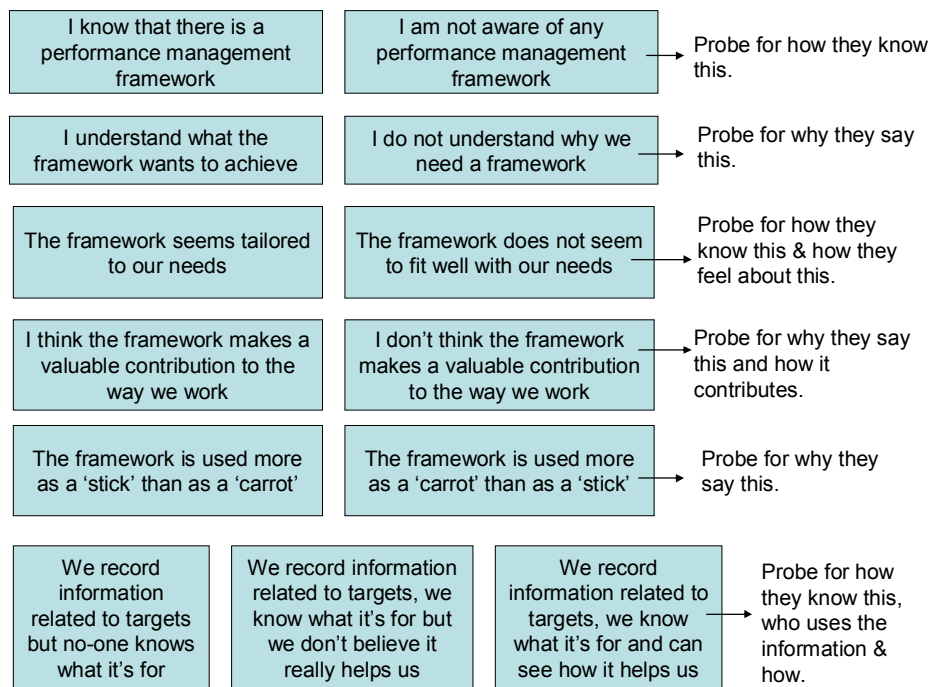 I know that there is a
performance management
framework
I am not aware of any
performance management
framework
Probe for how they know
this.
I understand what the
framework wants to achieve
I do not understand why we
need a framework
Probe for why they say
this.
The framework seems tailored
to our needs
The framework does not seem
to fit well with our needs
Probe for how they
know this & how they
feel about this.
I think the framework makes a
valuable contribution to the
way we work
I don’t think the framework
makes a valuable contribution
to the way we work
Probe for why they say
this and how it
contributes.
The framework is used more
as a ‘stick’ than as a ‘carrot’
The framework is used more
as a ‘carrot’ than as a ‘stick’
Probe for why they
say this.
We record
information
related to targets
but no-one knows
what it’s for
We record information
related to targets, we
know what it’s for but
we don’t believe it
really helps us
We record
information related to
targets, we know
what it’s for and can
see how it helps us
Probe for how
they know this,
who uses the
information &
how.